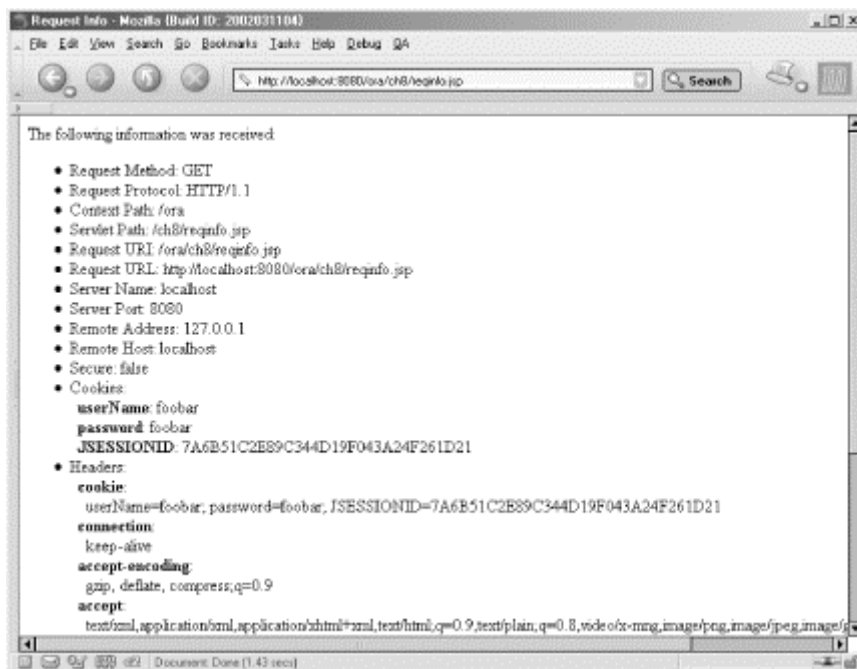 Request Info - Mozilla {Build ID: 2002031104}
File Edit View Search Go Bookmarks Tasks Help Debug QA
http://localhost:8080/ora/ch8/reqinfo.jsp Search
The following information was received:
Request Method: GET
Request Protocol: HTTP/1.1
Context Path: /ora
Servlet Path: /ch8/reqinfo.jsp
Request URI: /ora/ch8/reqinfo.jsp
Request URL: http://localhost:8080/ora/ch8/reqinfo.jsp
Server Name: localhost
Server Port: 8080
Remote Address: 127.0.0.1
Remote Host: localhost
Secure: false
Cookies:
userName: foobar
password: foobar
JSESSIONID: 7A6B51C2E89C344D19F043A24F261D21
Headers:
cookie:
userName=foobar; password=foobar; JSESSIONID=7A6B51C2E89C344D19F043A24F261D21
connection:
keep-alive
accept-encoding:
gzip, deflate, compress;q=0.9
accept:
text/xml,application/xml,application/xhtml+xml,text/html;q=0.9,text/plain;q=0.8,video/x-mng,image/png,image/jpeg,image/g
Document: Done (1.43 secs)